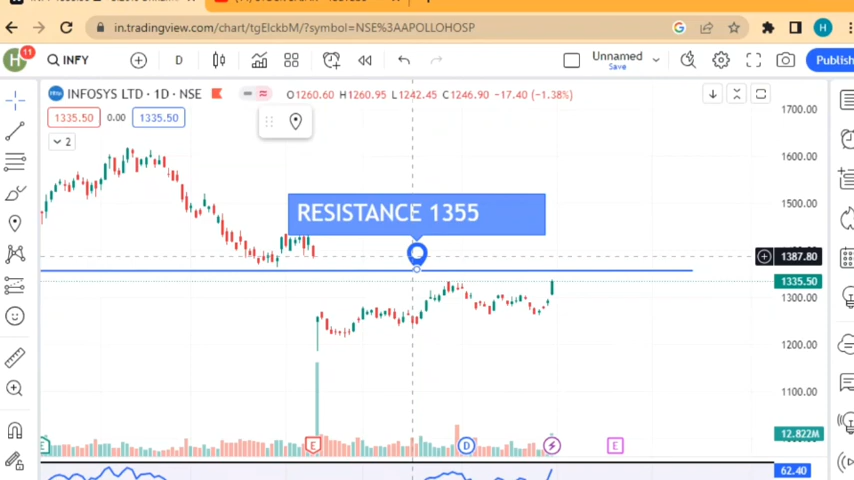 in.tradingview.com/chart/tgElckbM/?symbol=NSE%3AAPOLLOHOSP
H
H
11
INFY
D
Unnamed
Save
Publish
INFOSYS LTD · 1D · NSE
O1260.60 H1260.95 L1242.45 C1246.90 −17.40 (−1.38%)
1335.50
0.00
1335.50
2
1700.00
1600.00
1500.00
RESISTANCE 1355
1387.80
1335.50
1300.00
1200.00
1100.00
12.822M
E
E
D
E
62.40